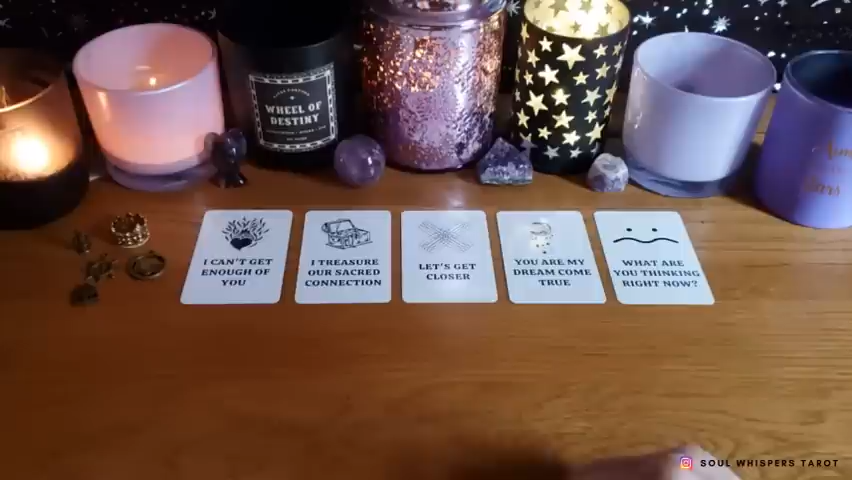 WHEEL OF
DESTINY
I CAN'T GET
ENOUGH OF
YOU
I TREASURE
OUR SACRED
CONNECTION
LET'S GET
CLOSER
YOU ARE MY
DREAM COME
TRUE
WHAT ARE
YOU THINKING
RIGHT NOW?
SOUL WHISPERS TAROT